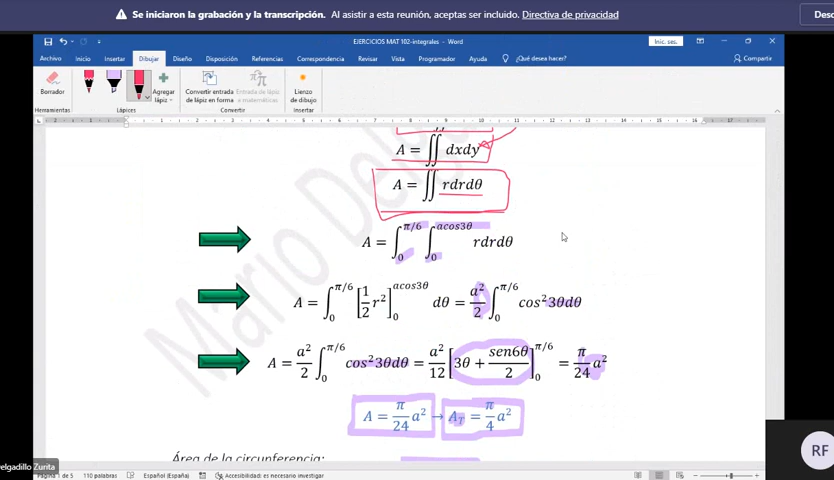 Se iniciaron la grabación y la transcripción. Al asistir a esta reunión, aceptas ser incluido. Directiva de privacidad
EJERCICIOS MAT 102-integrales - Word
Inic. ses.
Archivo Inicio Insertar Dibujar Diseño Disposición Referencias Correspondencia Revisar Vista Programador Ayuda ¿Qué desea hacer? Compartir
Borrador
Agregar lápiz
Convertir entrada de lápiz en forma
Entrada de lápiz a matemáticas
Lienzo de dibujo
Herramientas Lápices Convertir Insertar
A = ∬ dxdy
A = ∬ rdrdθ
A = ∫₀^{π/6} ∫₀^{acos3θ} rdrdθ
A = ∫₀^{π/6} [1/2 r²]₀^{acos3θ} dθ = a²/2 ∫₀^{π/6} cos²3θdθ
A = a²/2 ∫₀^{π/6} cos²3θdθ = a²/12 [3θ + sen6θ/2]₀^{π/6} = π/24 a²
A = π/24 a² → A_T = π/4 a²
Área de la circunferencia:
Mario Delg
elgadillo Zurita
RF
Página 1 de 5 110 palabras Español (España) Accesibilidad: es necesario investigar